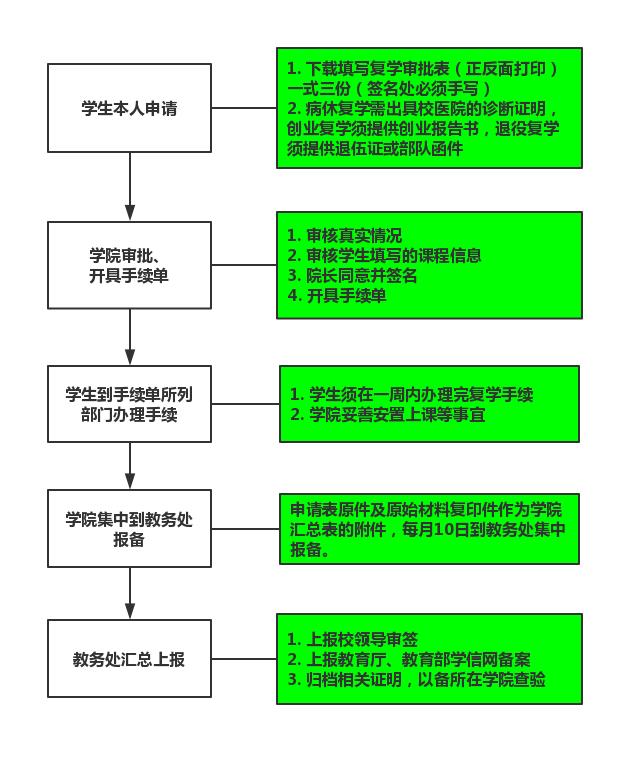 学生本人申请
1. 下载填写复学审批表（正反面打印）
一式三份（签名处必须手写）
2. 病休复学需出具校医院的诊断证明，
创业复学须提供创业报告书，退役复学
须提供退伍证或部队函件
学院审批、
开具手续单
1. 审核真实情况
2. 审核学生填写的课程信息
3. 院长同意并签名
4. 开具手续单
学生到手续单所列
部门办理手续
1. 学生须在一周内办理完复学手续
2. 学院妥善安置上课等事宜
学院集中到教务处
报备
申请表原件及原始材料复印件作为学院
汇总表的附件，每月10日到教务处集中
报备。
教务处汇总上报
1. 上报校领导审签
2. 上报教育厅、教育部学信网备案
3. 归档相关证明，以备所在学院查验